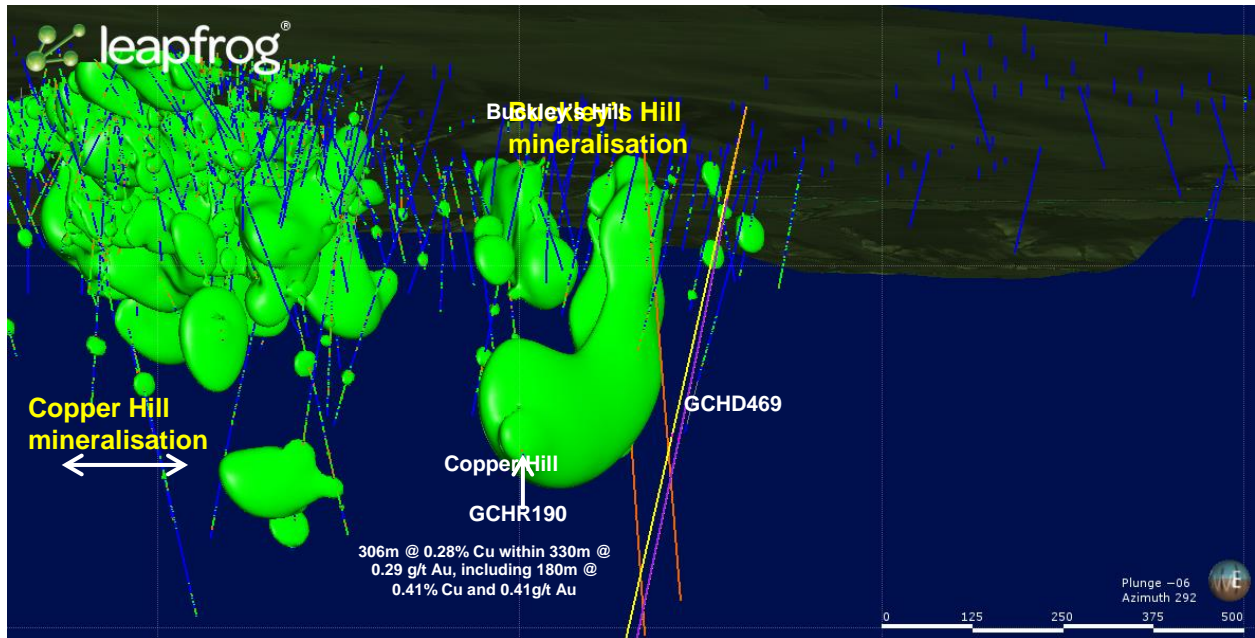 leapfrog®
Buckley's Hill
Buckley's Hill
mineralisation
GCHD469
Copper Hill
mineralisation
Copper Hill
GCHR190
306m @ 0.28% Cu within 330m @
0.29 g/t Au, including 180m @
0.41% Cu and 0.41g/t Au
Plunge −06
Azimuth 292
E
0 125 250 375 500